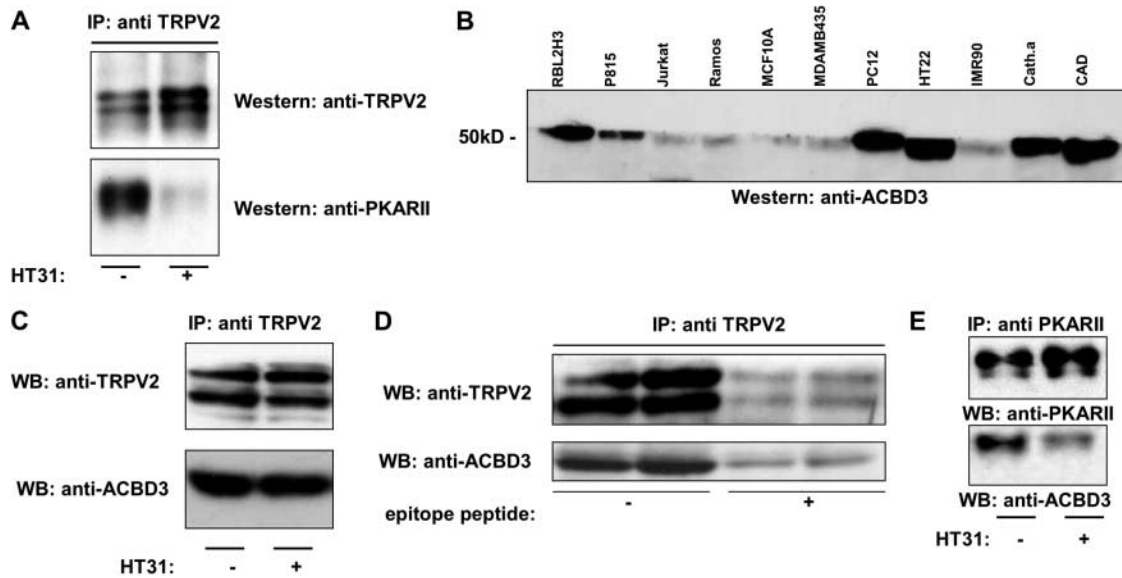 A
IP: anti TRPV2
Western: anti-TRPV2
Western: anti-PKARII
HT31: - +
B
RBL2H3 P815 Jurkat Ramos MCF10A MDAMB435 PC12 HT22 IMR90 Cath.a CAD
50kD -
Western: anti-ACBD3
C
IP: anti TRPV2
WB: anti-TRPV2
WB: anti-ACBD3
HT31: - +
D
IP: anti TRPV2
WB: anti-TRPV2
WB: anti-ACBD3
epitope peptide: - +
E
IP: anti PKARII
WB: anti-PKARII
WB: anti-ACBD3
HT31: - +